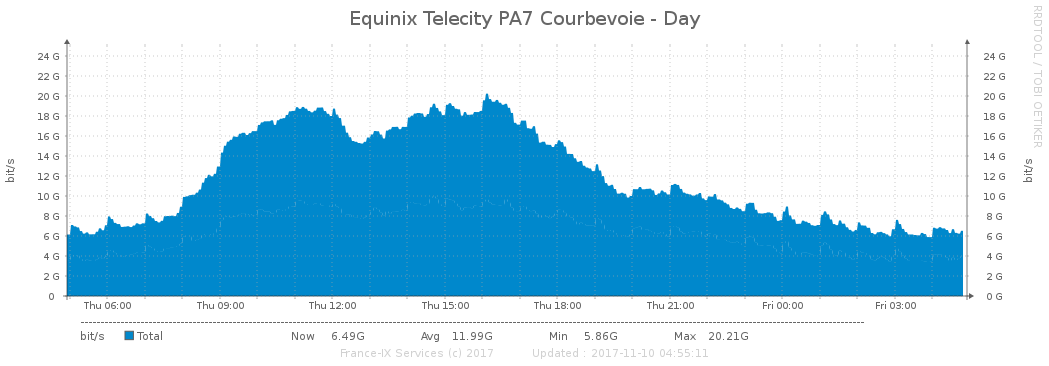 Equinix Telecity PA7 Courbevoie - Day
RRDTOOL / TOBI OETIKER
bit/s
24 G 24 G
22 G 22 G
20 G 20 G
18 G 18 G
16 G 16 G
14 G 14 G
12 G 12 G
10 G 10 G
8 G 8 G
6 G 6 G
4 G 4 G
2 G 2 G
0 0 G
bit/s
Thu 06:00 Thu 09:00 Thu 12:00 Thu 15:00 Thu 18:00 Thu 21:00 Fri 00:00 Fri 03:00
bit/s Total Now 6.49G Avg 11.99G Min 5.86G Max 20.21G
France-IX Services (c) 2017 Updated : 2017-11-10 04:55:11